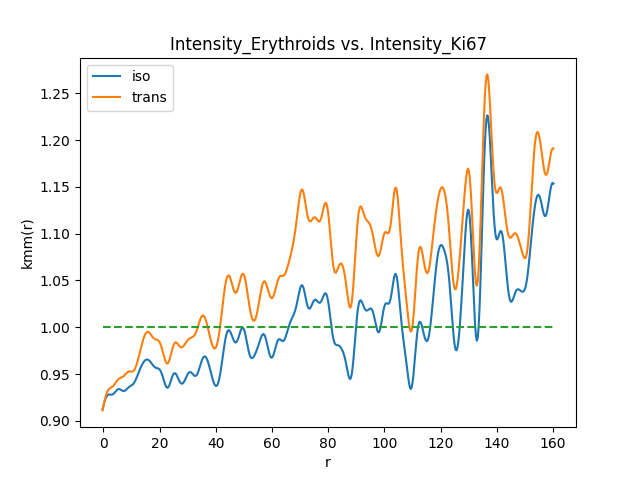 Intensity_Erythroids vs. Intensity_Ki67
iso
trans
kmm(r)
1.25
1.20
1.15
1.10
1.05
1.00
0.95
0.90
0 20 40 60 80 100 120 140 160
r